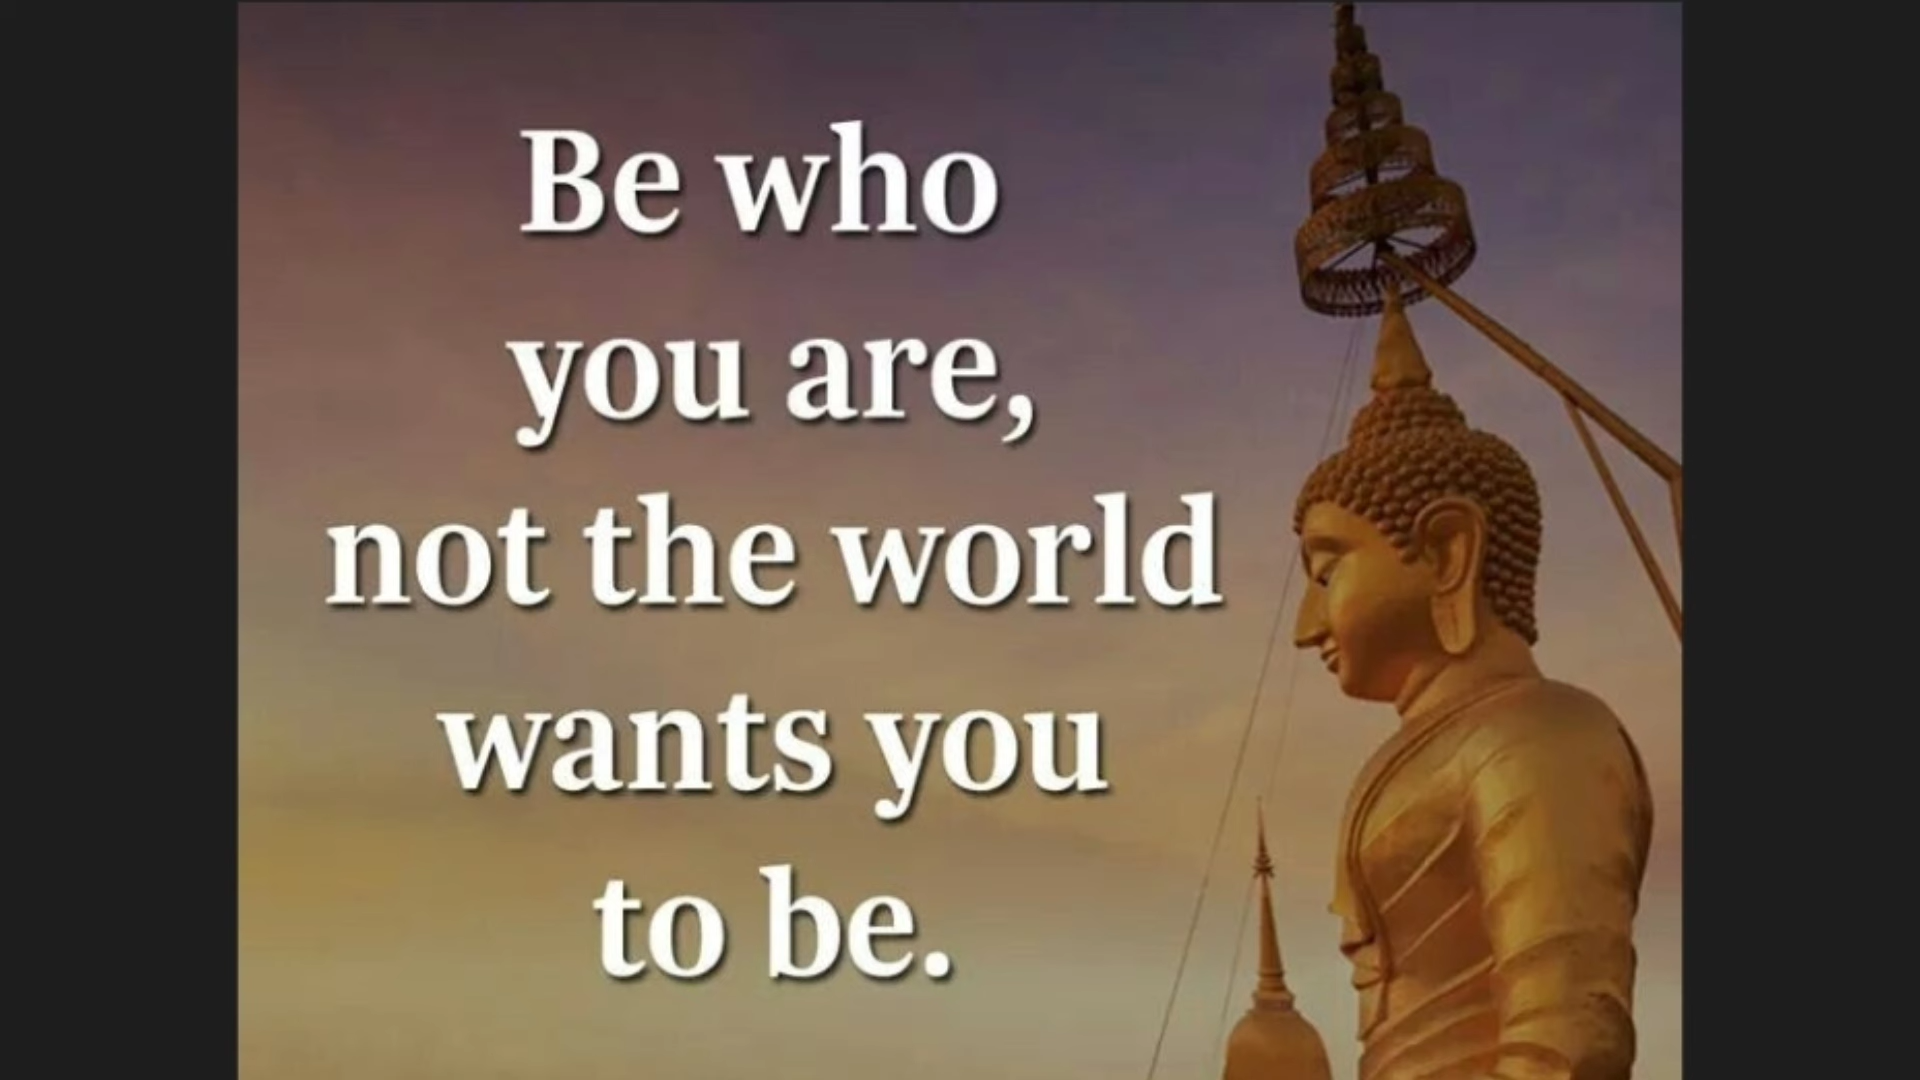 Be who
you are,
not the world
wants you
to be.